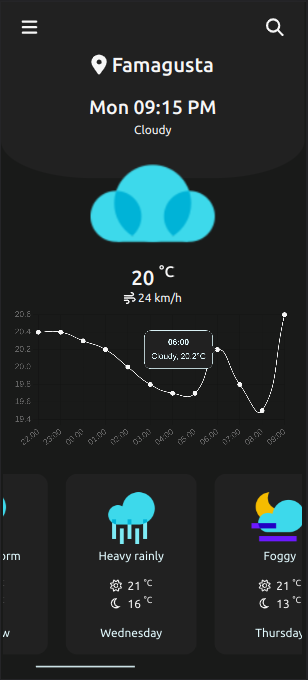 Famagusta
Mon 09:15 PM
Cloudy
20 °C
24 km/h
20.6
20.4
20.2
20.0
19.8
19.6
19.4
06:00
Cloudy, 20.2°C
22:00 23:00 00:00 01:00 02:00 03:00 04:00 05:00 06:00 07:00 08:00 09:00
orm
Heavy rainly
Foggy
°C
21 °C
21 °C
°C
16 °C
13 °C
w
Wednesday
Thursday